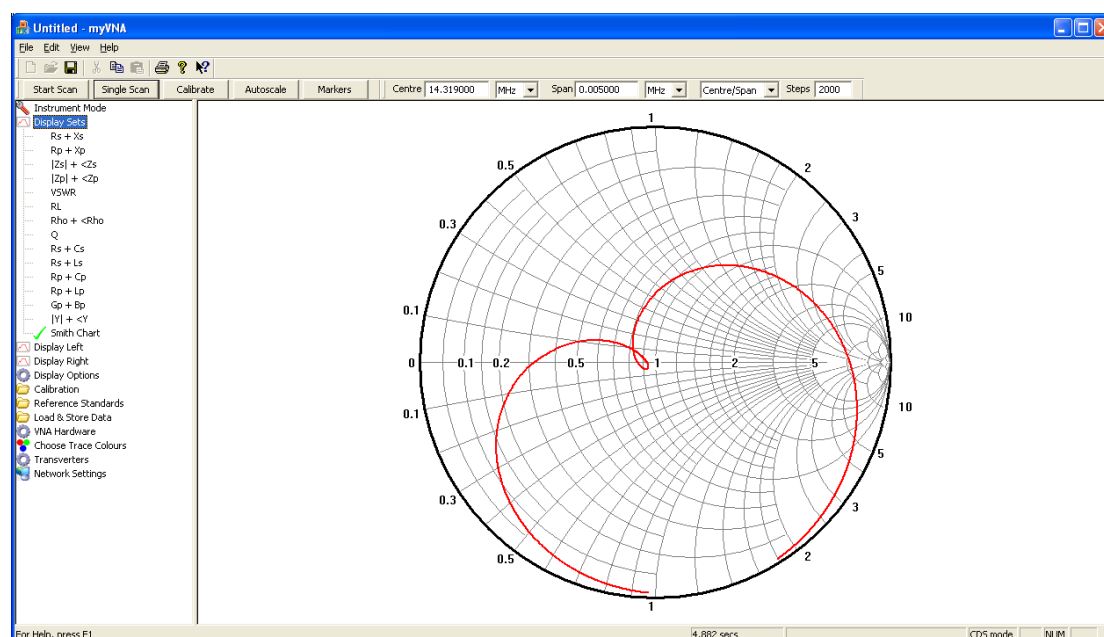 Untitled - myVNA
File Edit View Help
Start Scan Single Scan Calibrate Autoscale Markers Centre 14.319000 MHz Span 0.005000 MHz Centre/Span Steps 2000
Instrument Mode
Display Sets
Rs + Xs
Rp + Xp
|Zs| + <Zs
|Zp| + <Zp
VSWR
RL
Rho + <Rho
Q
Rs + Cs
Rs + Ls
Rp + Cp
Rp + Lp
Gp + Bp
|Y| + <Y
Smith Chart
Display Left
Display Right
Display Options
Calibration
Reference Standards
Load & Store Data
VNA Hardware
Choose Trace Colours
Transverters
Network Settings
1
0.5 2
0.3 3
5
0.1 10
0 0.1 0.2 0.5 1 2 5
0.1 10
5
0.3 3
0.5 2
1
For Help, press F1 4.882 secs CDS mode NUM